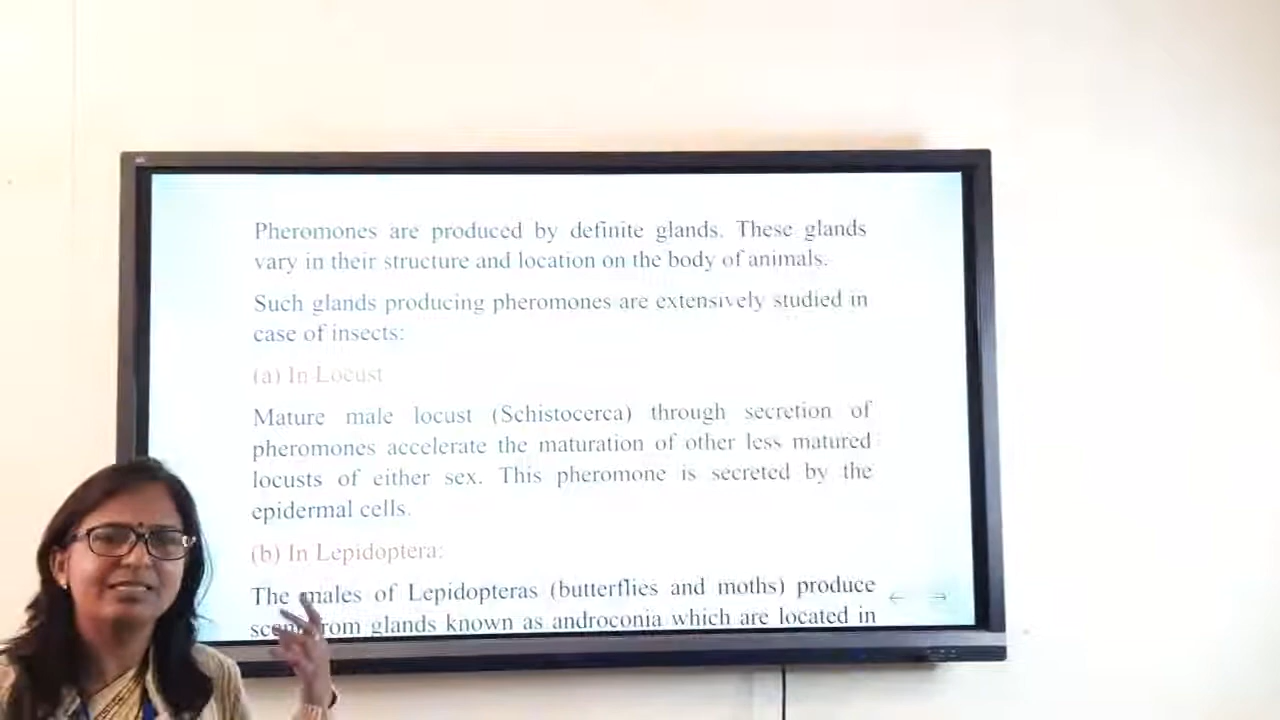 Pheromones are produced by definite glands. These glands
vary in their structure and location on the body of animals.
Such glands producing pheromones are extensively studied in
case of insects:
(a) In Locust
Mature male locust (Schistocerca) through secretion of
pheromones accelerate the maturation of other less matured
locusts of either sex. This pheromone is secreted by the
epidermal cells.
(b) In Lepidoptera:
The males of Lepidopteras (butterflies and moths) produce
scent from glands known as androconia which are located in